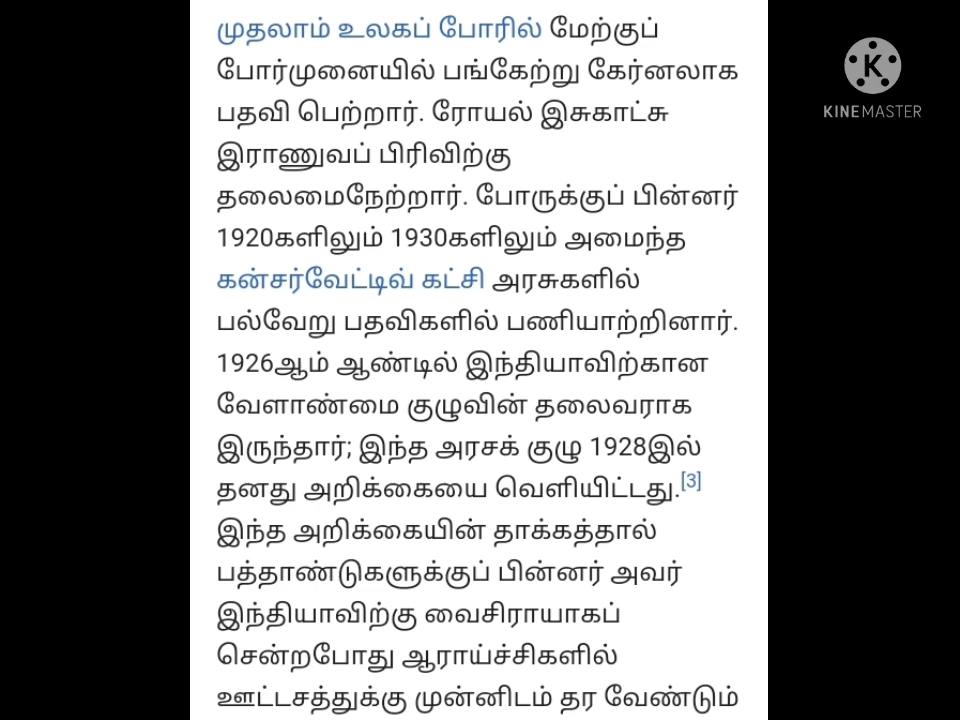 முதலாம் உலகப் போரில் மேற்குப்
போர்முனையில் பங்கேற்று கேர்னலாக
பதவி பெற்றார். ரோயல் இசுகாட்சு
இராணுவப் பிரிவிற்கு
தலைமைநேற்றார். போருக்குப் பின்னர்
1920களிலும் 1930களிலும் அமைந்த
கன்சர்வேட்டிவ் கட்சி அரசுகளில்
பல்வேறு பதவிகளில் பணியாற்றினார்.
1926ஆம் ஆண்டில் இந்தியாவிற்கான
வேளாண்மை குழுவின் தலைவராக
இருந்தார்; இந்த அரசக் குழு 1928இல்
தனது அறிக்கையை வெளியிட்டது.[3]
இந்த அறிக்கையின் தாக்கத்தால்
பத்தாண்டுகளுக்குப் பின்னர் அவர்
இந்தியாவிற்கு வைசிராயாகப்
சென்றபோது ஆராய்ச்சிகளில்
ஊட்டசத்துக்கு முன்னிடம் தர வேண்டும்
K
KINEMASTER